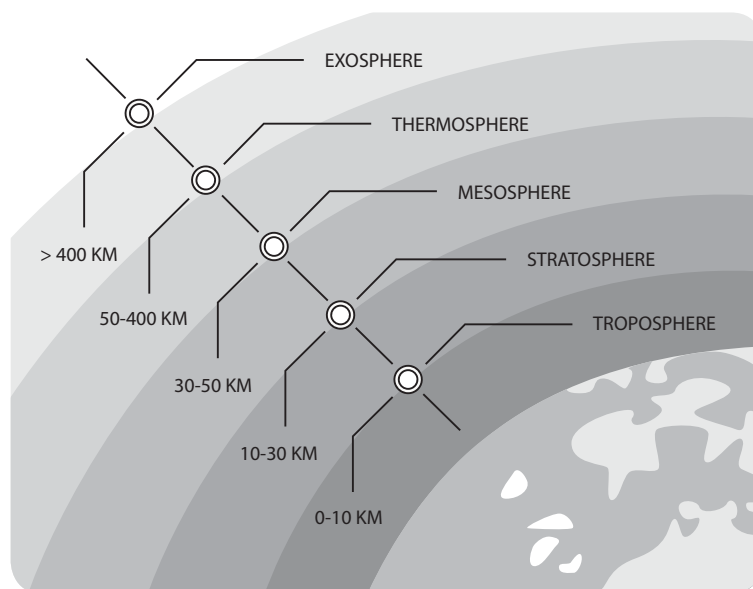 EXOSPHERE
THERMOSPHERE
MESOSPHERE
STRATOSPHERE
TROPOSPHERE
> 400 KM
50-400 KM
30-50 KM
10-30 KM
0-10 KM